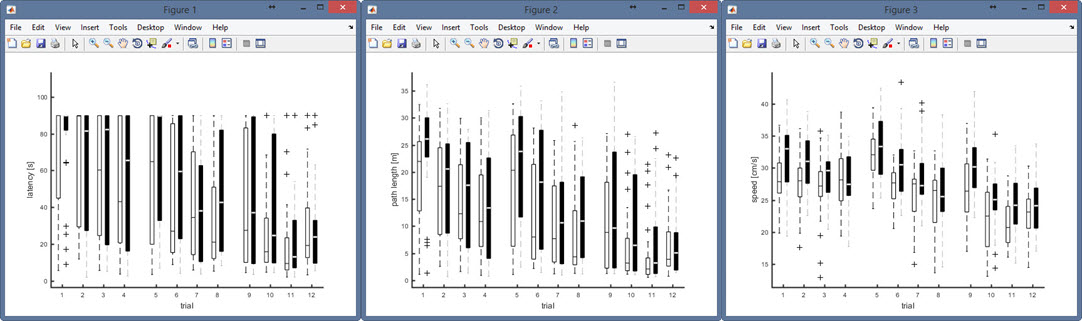 Figure 1
File Edit View Insert Tools Desktop Window Help
latency [s]
100
80
60
40
20
0
1 2 3 4 5 6 7 8 9 10 11 12
trial
Figure 2
File Edit View Insert Tools Desktop Window Help
path length [m]
35
30
25
20
15
10
5
0
1 2 3 4 5 6 7 8 9 10 11 12
trial
Figure 3
File Edit View Insert Tools Desktop Window Help
speed [cm/s]
40
35
30
25
20
15
1 2 3 4 5 6 7 8 9 10 11 12
trial